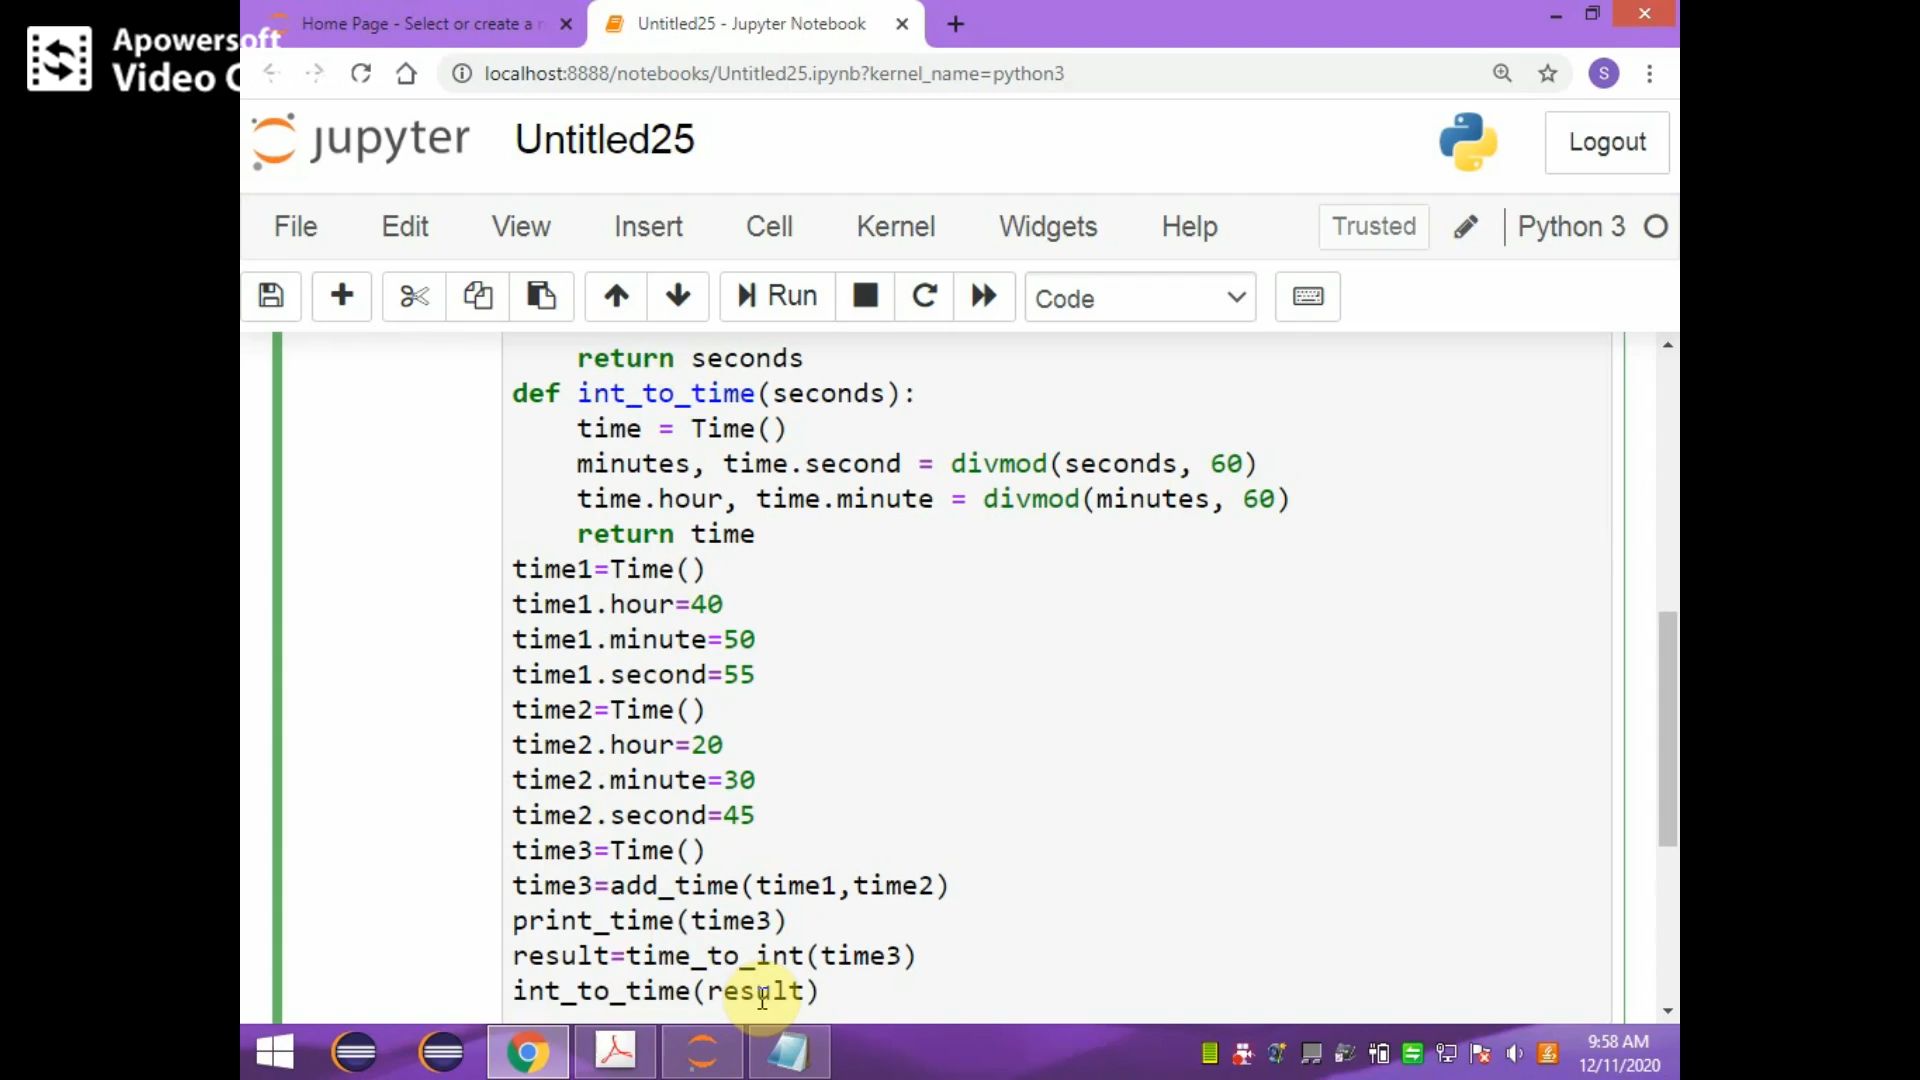 Apowersoft
Video C
Home Page - Select or create a n
Untitled25 - Jupyter Notebook
localhost:8888/notebooks/Untitled25.ipynb?kernel_name=python3
S
jupyter Untitled25
Logout
File Edit View Insert Cell Kernel Widgets Help Trusted Python 3
Run Code
    return seconds
def int_to_time(seconds):
    time = Time()
    minutes, time.second = divmod(seconds, 60)
    time.hour, time.minute = divmod(minutes, 60)
    return time
time1=Time()
time1.hour=40
time1.minute=50
time1.second=55
time2=Time()
time2.hour=20
time2.minute=30
time2.second=45
time3=Time()
time3=add_time(time1,time2)
print_time(time3)
result=time_to_int(time3)
int_to_time(result)
9:58 AM
12/11/2020